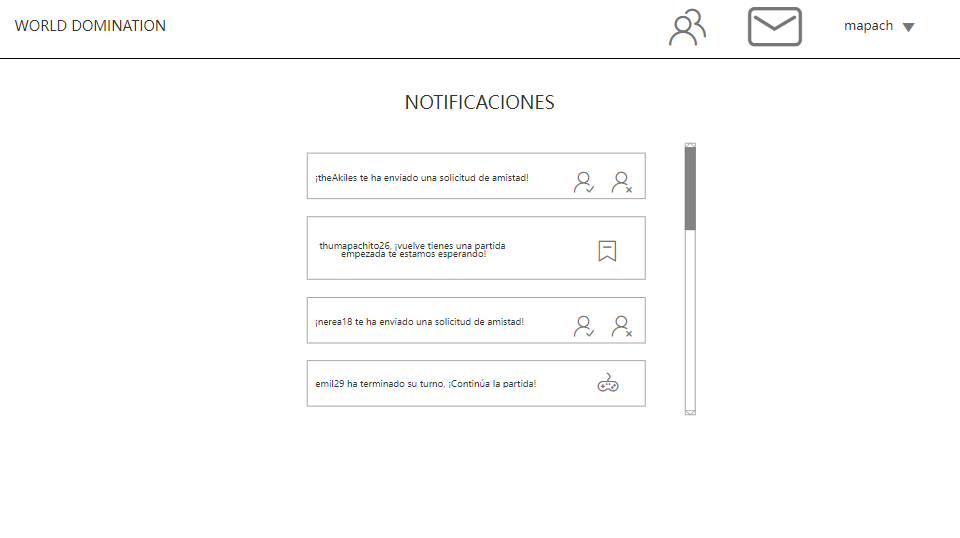 WORLD DOMINATION
mapach
NOTIFICACIONES
¡theAkiles te ha enviado una solicitud de amistad!
thumapachito26, ¡vuelve tienes una partida
empezada te estamos esperando!
¡nerea18 te ha enviado una solicitud de amistad!
emil29 ha terminado su turno, ¡Continúa la partida!